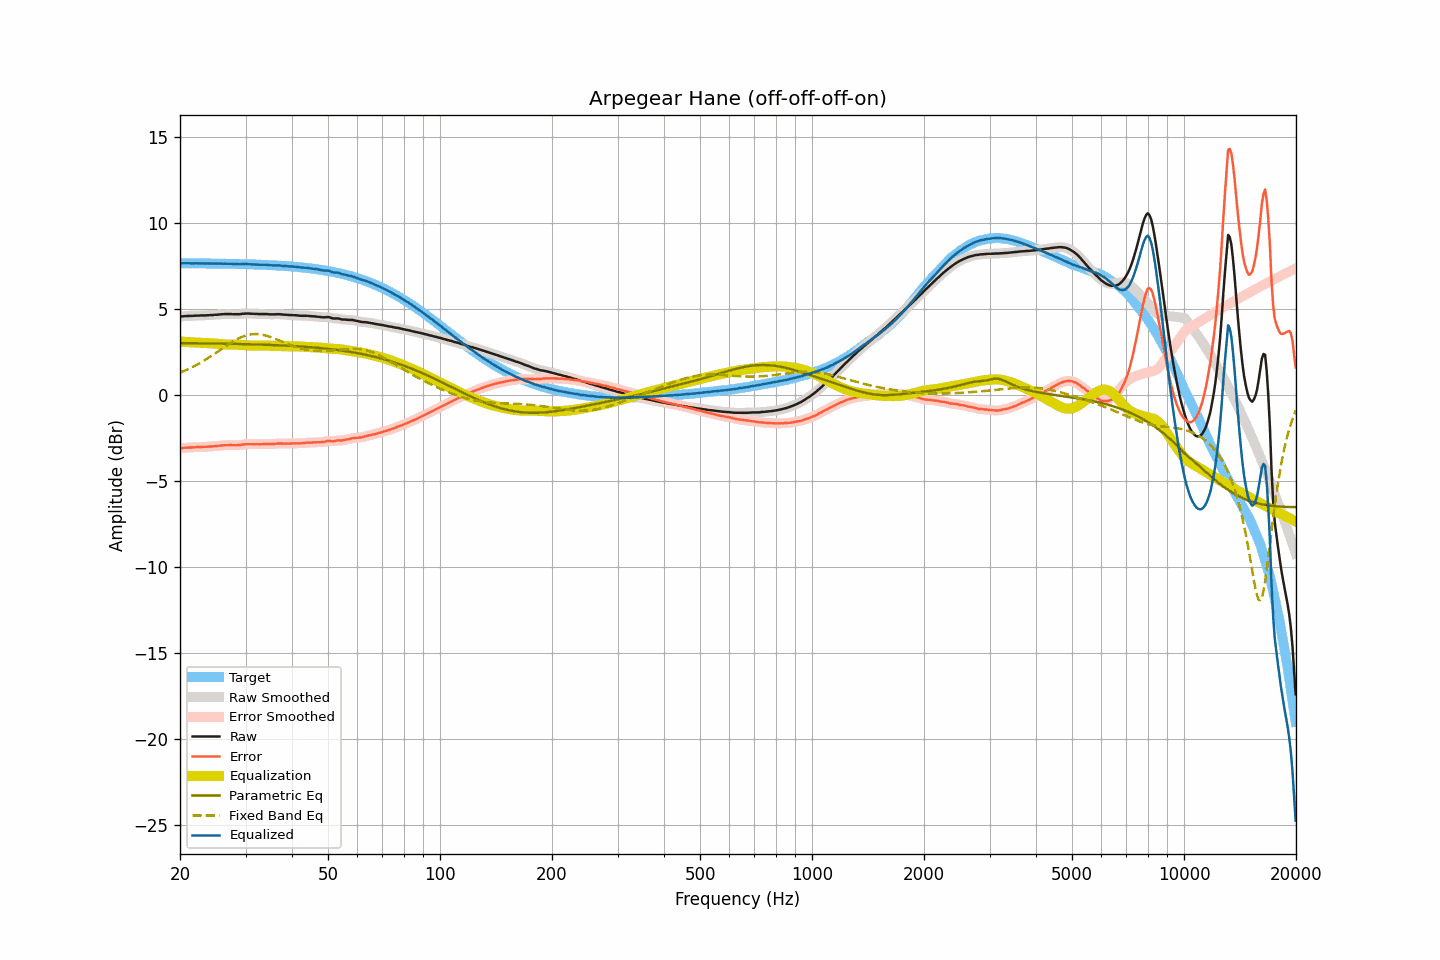 Arpegear Hane (off-off-off-on)
15
10
5
0
−5
−10
−15
−20
−25
Amplitude (dBr)
Target
Raw Smoothed
Error Smoothed
Raw
Error
Equalization
Parametric Eq
Fixed Band Eq
Equalized
20 50 100 200 500 1000 2000 5000 10000 20000
Frequency (Hz)